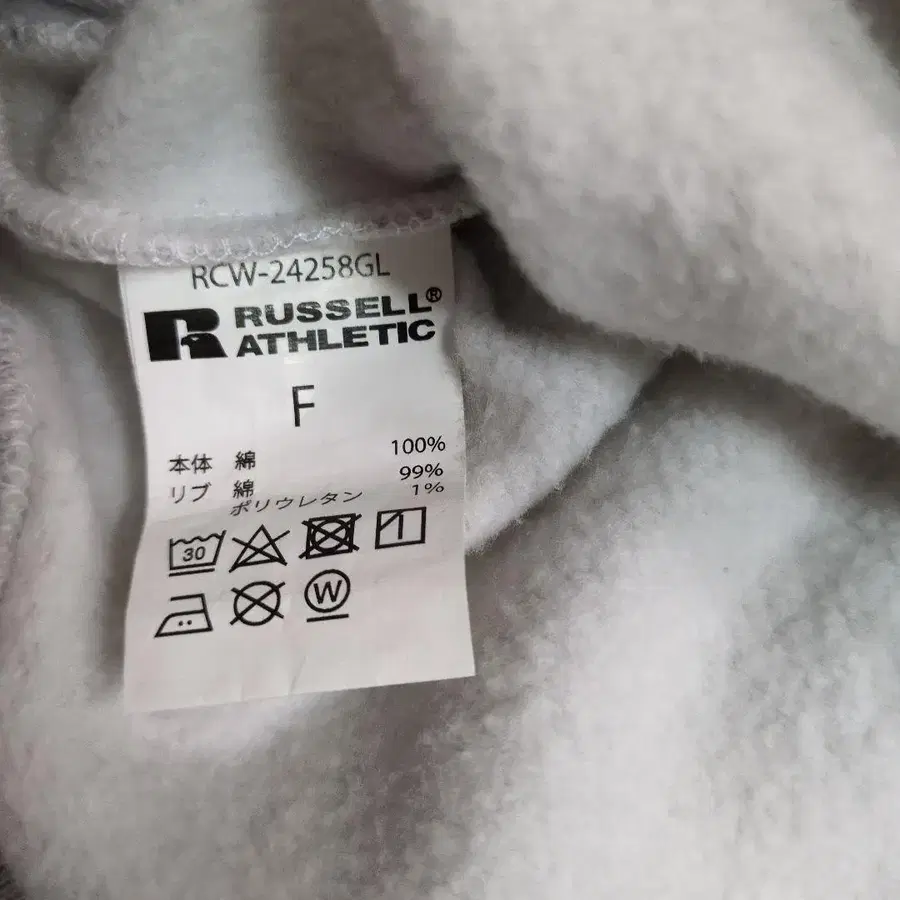 RCW-24258GL
RUSSELL®
ATHLETIC
F
本体 綿 100%
リブ 綿 99%
ポリウレタン 1%
30
W